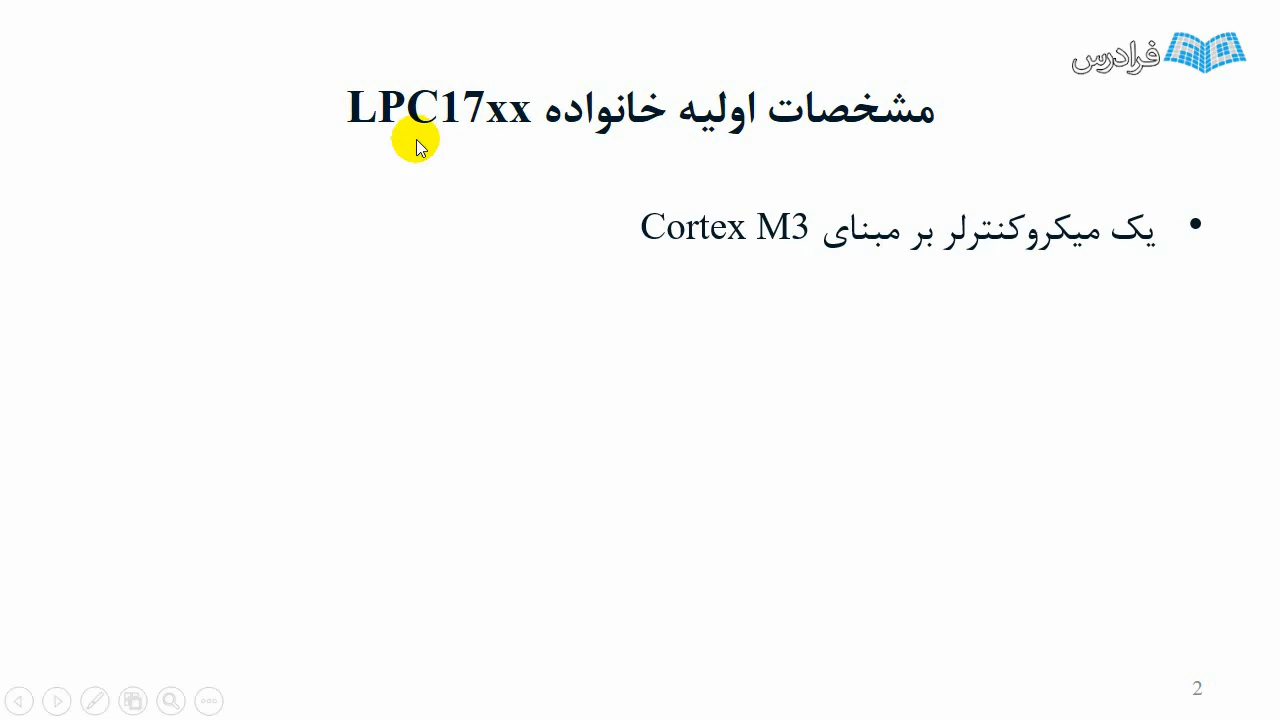 فرادرس
مشخصات اولیه خانواده LPC17xx
• یک میکروکنترلر بر مبنای Cortex M3
2